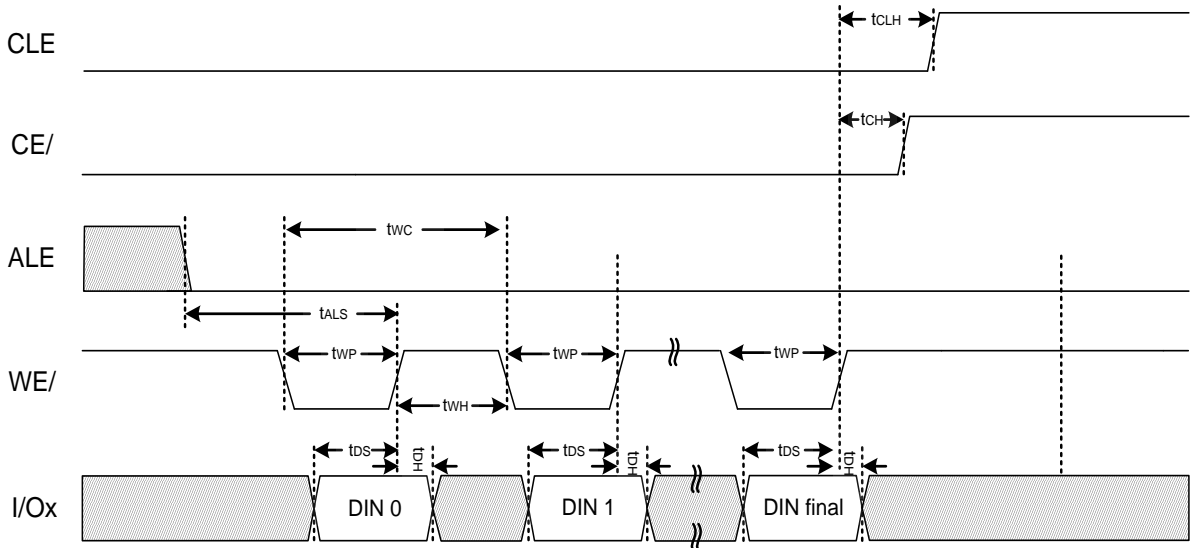 CLE
tCLH
CE/
tCH
ALE
tWC
tALS
WE/
tWP
tWP
tWP
tWH
tDS
tDH
tDS
tDH
tDS
tDH
I/Ox
DIN 0
DIN 1
DIN final